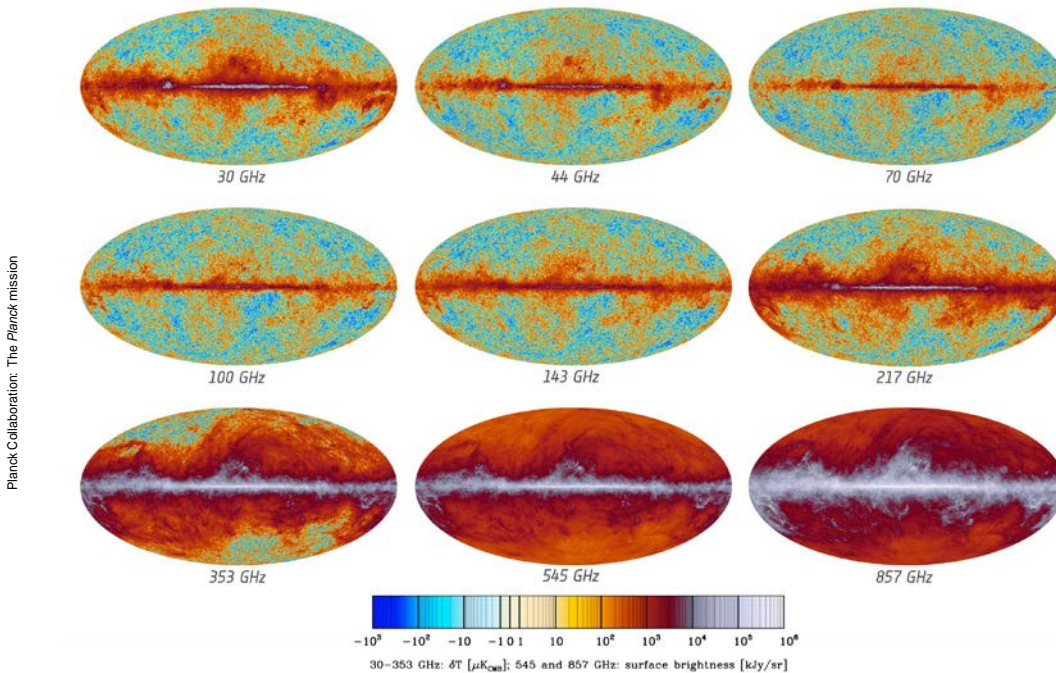 Planck Collaboration: The Planck mission
30 GHz
44 GHz
70 GHz
100 GHz
143 GHz
217 GHz
353 GHz
545 GHz
857 GHz
−10³ −10² −10 −1 0 1 10 10² 10³ 10⁴ 10⁵ 10⁶
30−353 GHz: δT [μK_CMB]; 545 and 857 GHz: surface brightness [kJy/sr]